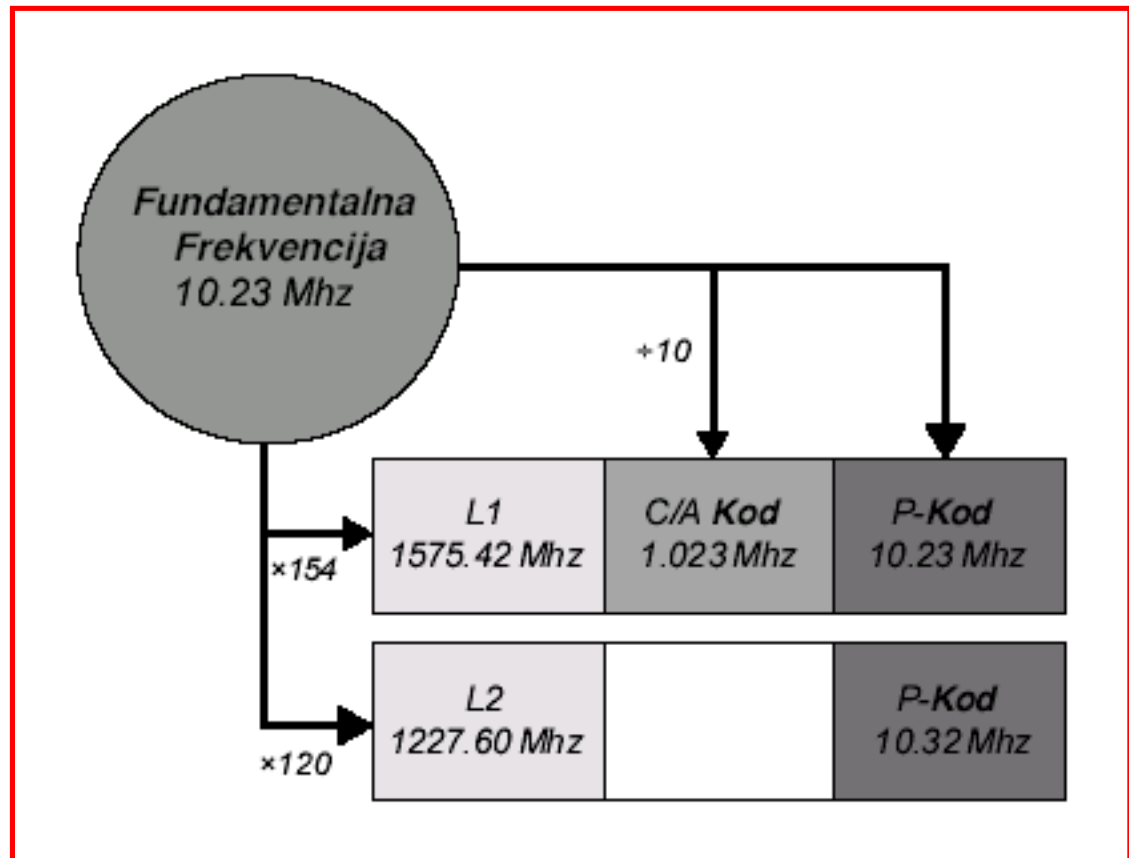 Fundamentalna
Frekvencija
10.23 Mhz
÷10
L1
1575.42 Mhz
C/A Kod
1.023 Mhz
P-Kod
10.23 Mhz
×154
L2
1227.60 Mhz
P-Kod
10.32 Mhz
×120